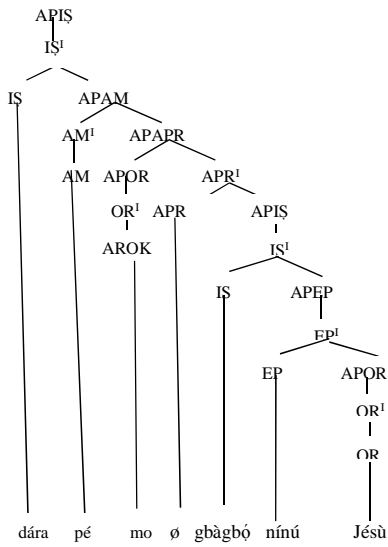 APIṢ
IṢᴵ
IṢ APAM
AMᴵ APAPR
AM APOR APRᴵ
ORᴵ APR APIṢ
AROK IṢᴵ
IṢ APEP
EPᴵ
EP APOR
ORᴵ
OR
dára pé mo ø gbàgbọ́ nínú Jésù